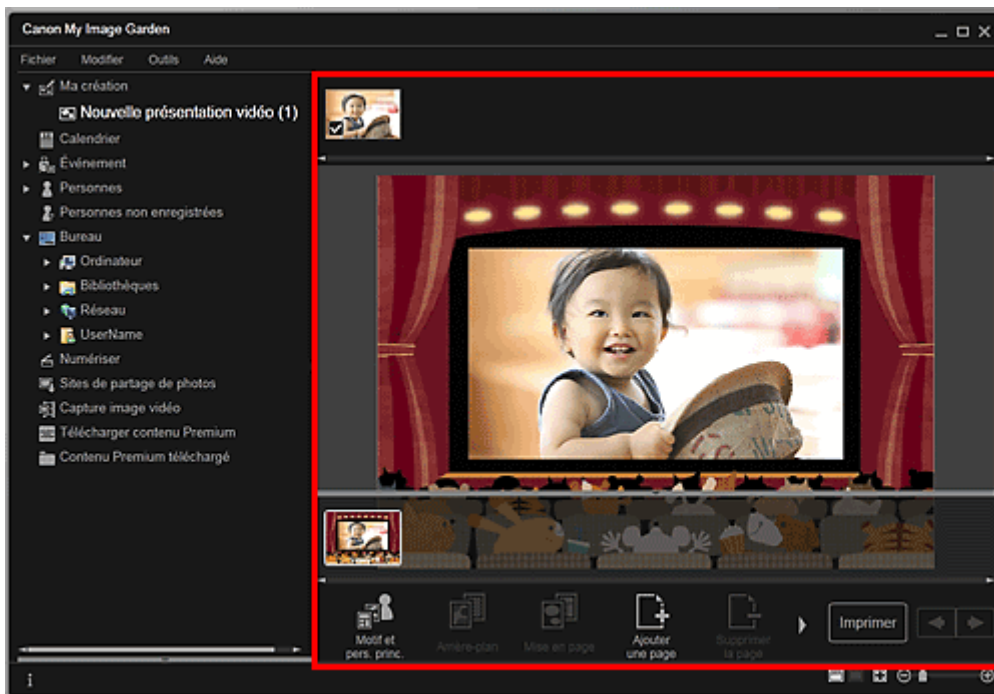 Canon My Image Garden
Fichier Modifier Outils Aide
Ma création
Nouvelle présentation vidéo (1)
Calendrier
Événement
Personnes
Personnes non enregistrées
Bureau
Ordinateur
Bibliothèques
Réseau
UserName
Numériser
Sites de partage de photos
Capture image vidéo
Télécharger contenu Premium
Contenu Premium téléchargé
Motif et
pers. princ.
Arrière-plan
Mise en page
Ajouter
une page
Supprimer
la page
Imprimer